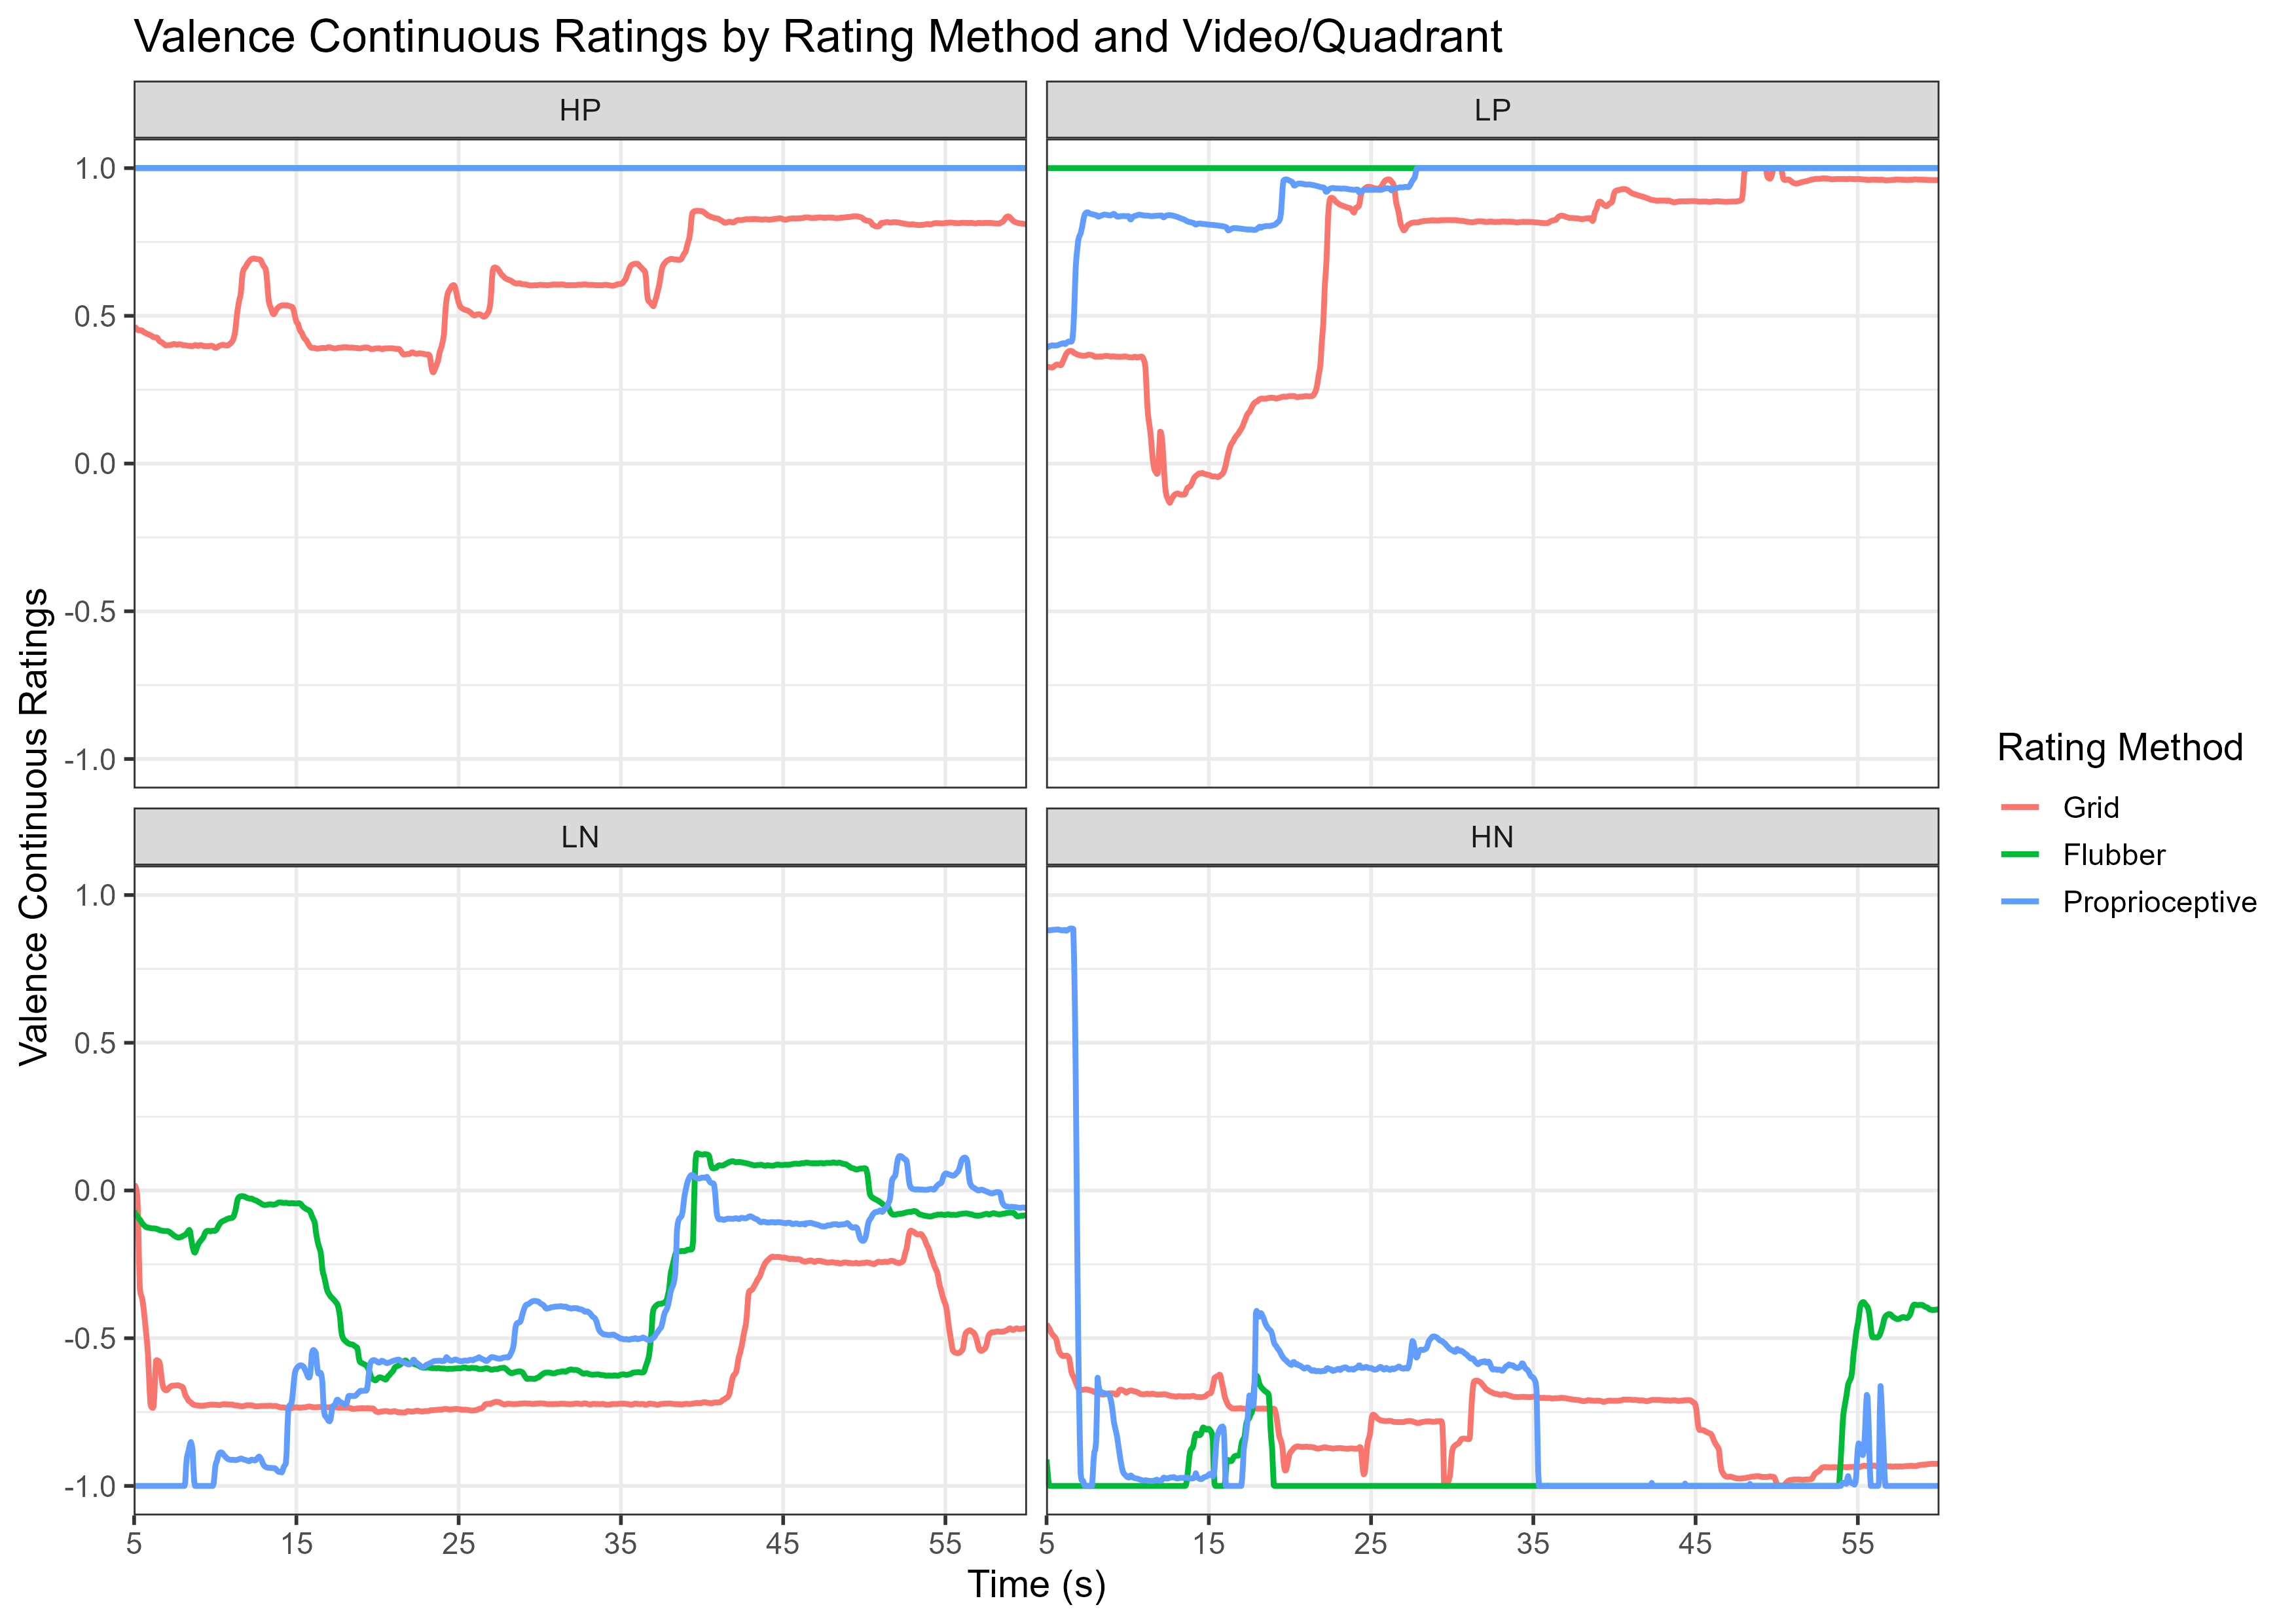 Valence Continuous Ratings by Rating Method and Video/Quadrant
HP
LP
1.0
0.5
0.0
-0.5
-1.0
LN
HN
1.0
0.5
0.0
-0.5
-1.0
5 15 25 35 45 55
5 15 25 35 45 55
Time (s)
Valence Continuous Ratings
Rating Method
Grid
Flubber
Proprioceptive